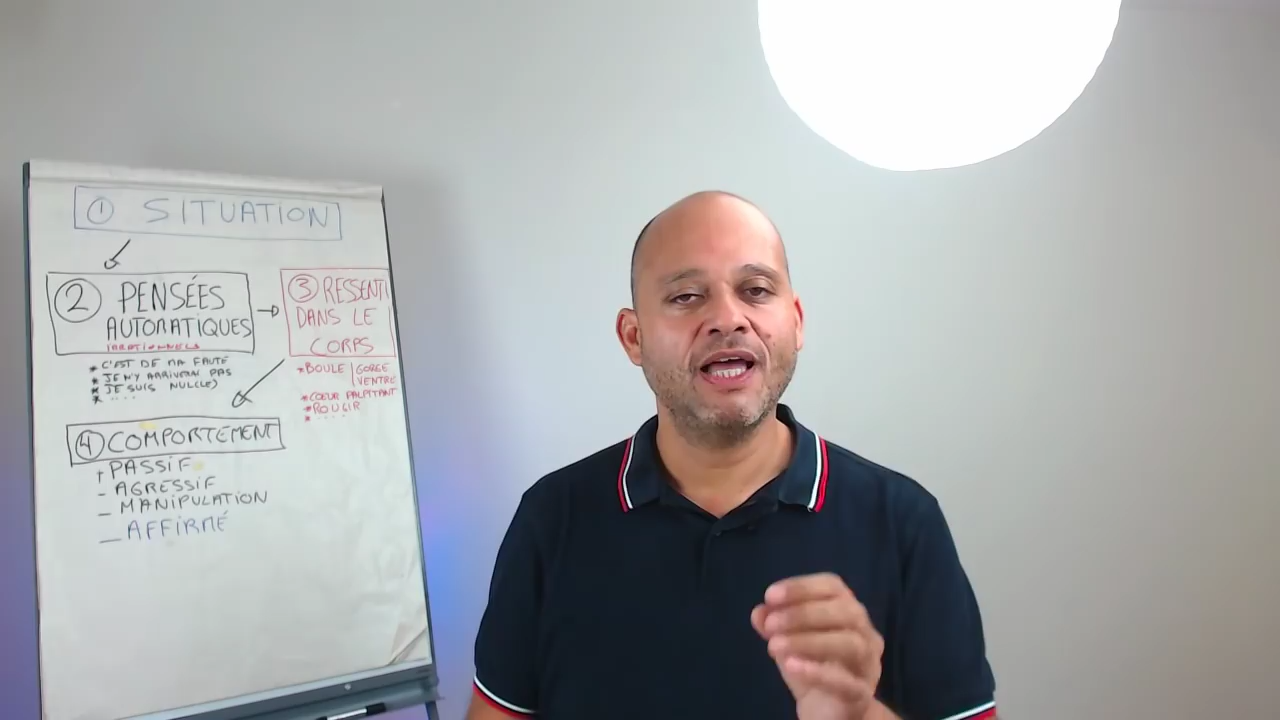 ① SITUATION
② PENSÉES
AUTOMATIQUES
IRRATIONNELS
* C'EST DE MA FAUTE
* JE N'Y ARRIVERAI PAS
* JE SUIS NUL(LE)
* ....
③ RESSENTI
DANS LE
CORPS
* BOULE | GORGE
VENTRE
* COEUR PALPITANT
* ROUGIR
* ....
④ COMPORTEMENT
+ PASSIF
- AGRESSIF
- MANIPULATION
- AFFIRMÉ